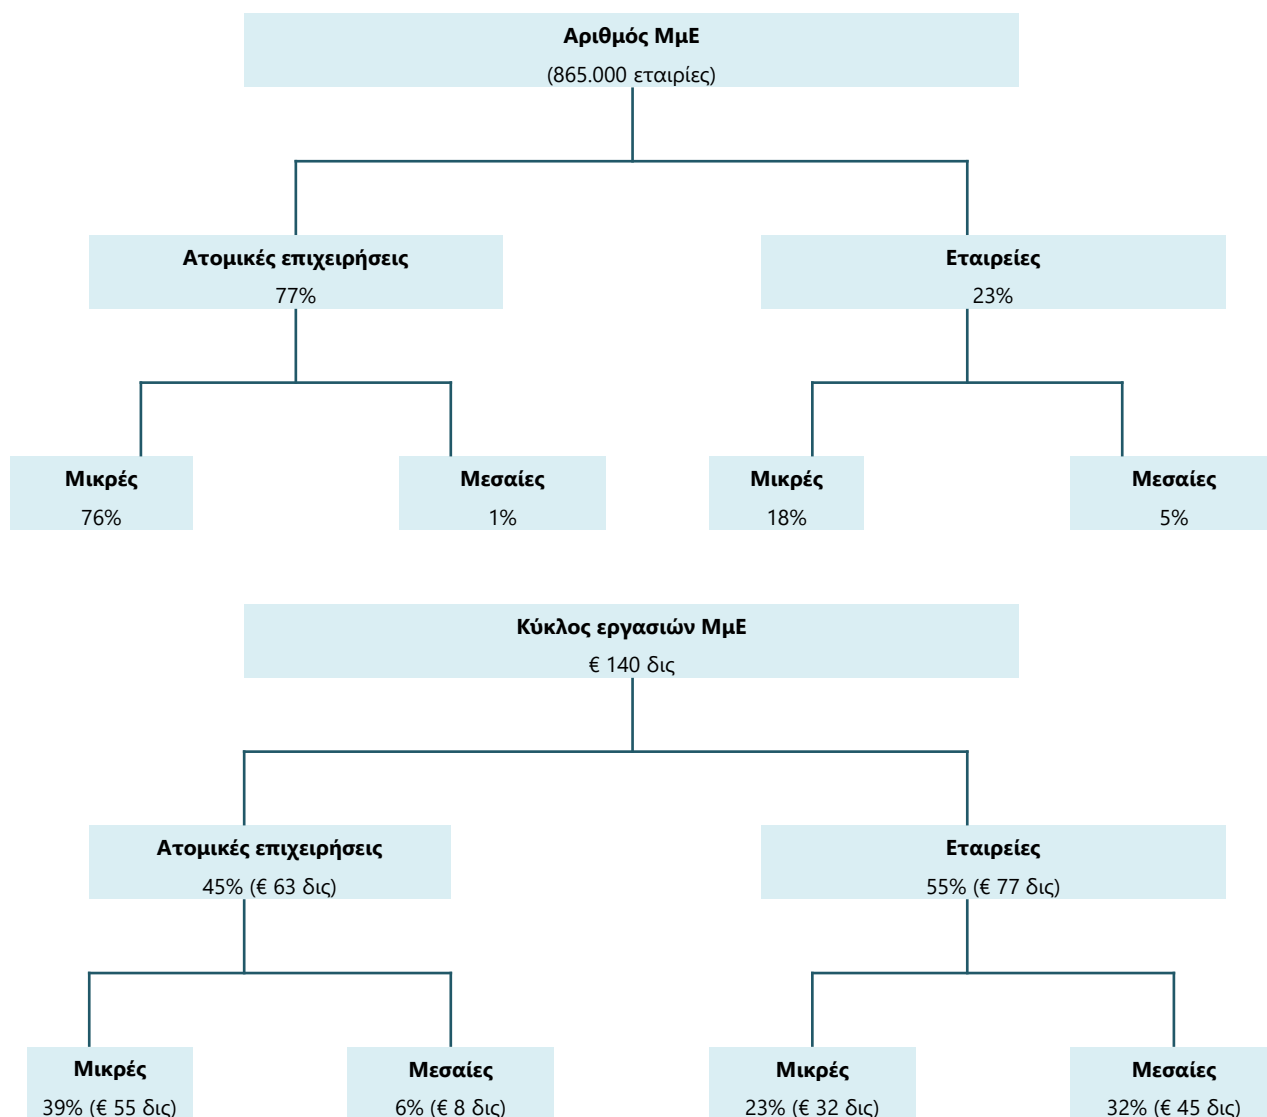 Αριθμός ΜμΕ
(865.000 εταιρίες)
Ατομικές επιχειρήσεις
77%
Εταιρείες
23%
Μικρές
76%
Μεσαίες
1%
Μικρές
18%
Μεσαίες
5%
Κύκλος εργασιών ΜμΕ
€ 140 δις
Ατομικές επιχειρήσεις
45% (€ 63 δις)
Εταιρείες
55% (€ 77 δις)
Μικρές
39% (€ 55 δις)
Μεσαίες
6% (€ 8 δις)
Μικρές
23% (€ 32 δις)
Μεσαίες
32% (€ 45 δις)